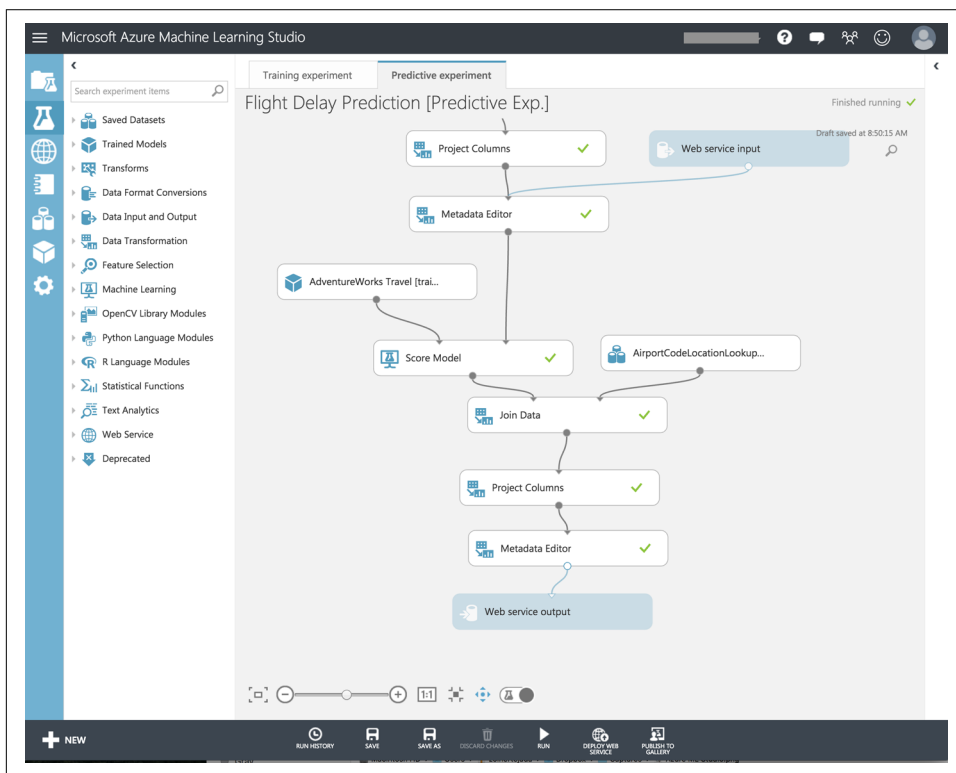 Microsoft Azure Machine Learning Studio
Search experiment items
Saved Datasets
Trained Models
Transforms
Data Format Conversions
Data Input and Output
Data Transformation
Feature Selection
Machine Learning
OpenCV Library Modules
Python Language Modules
R Language Modules
Statistical Functions
Text Analytics
Web Service
Deprecated
Training experiment
Predictive experiment
Flight Delay Prediction [Predictive Exp.]
Finished running
Draft saved at 8:50:15 AM
Project Columns
Web service input
Metadata Editor
AdventureWorks Travel [trai...
Score Model
AirportCodeLocationLookup...
Join Data
Project Columns
Metadata Editor
Web service output
1:1
NEW
RUN HISTORY
SAVE
SAVE AS
DISCARD CHANGES
RUN
DEPLOY WEB
SERVICE
PUBLISH TO
GALLERY